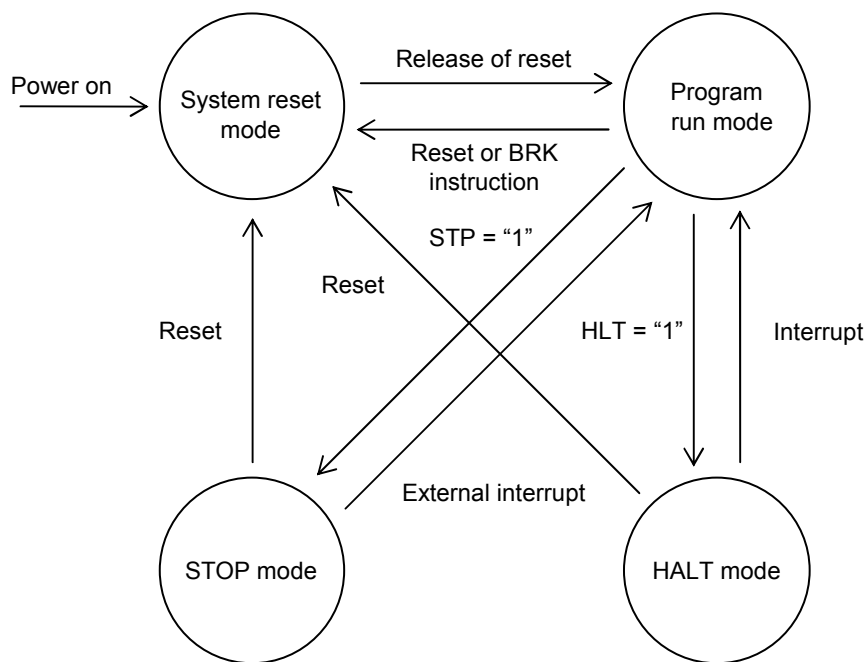 Power on
System reset
mode
Release of reset
Program
run mode
Reset or BRK
instruction
STP = “1”
Reset
Reset
HLT = “1”
Interrupt
External interrupt
STOP mode
HALT mode